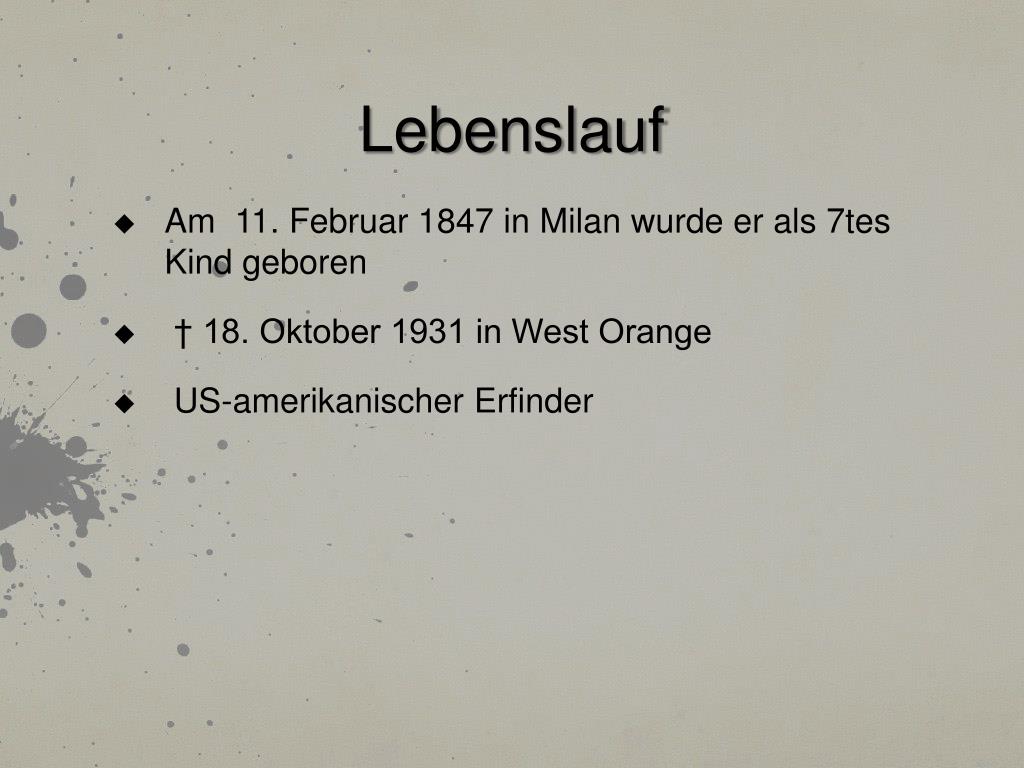 Lebenslauf
◆ Am  11. Februar 1847 in Milan wurde er als 7tes
Kind geboren
◆ † 18. Oktober 1931 in West Orange
◆ US-amerikanischer Erfinder